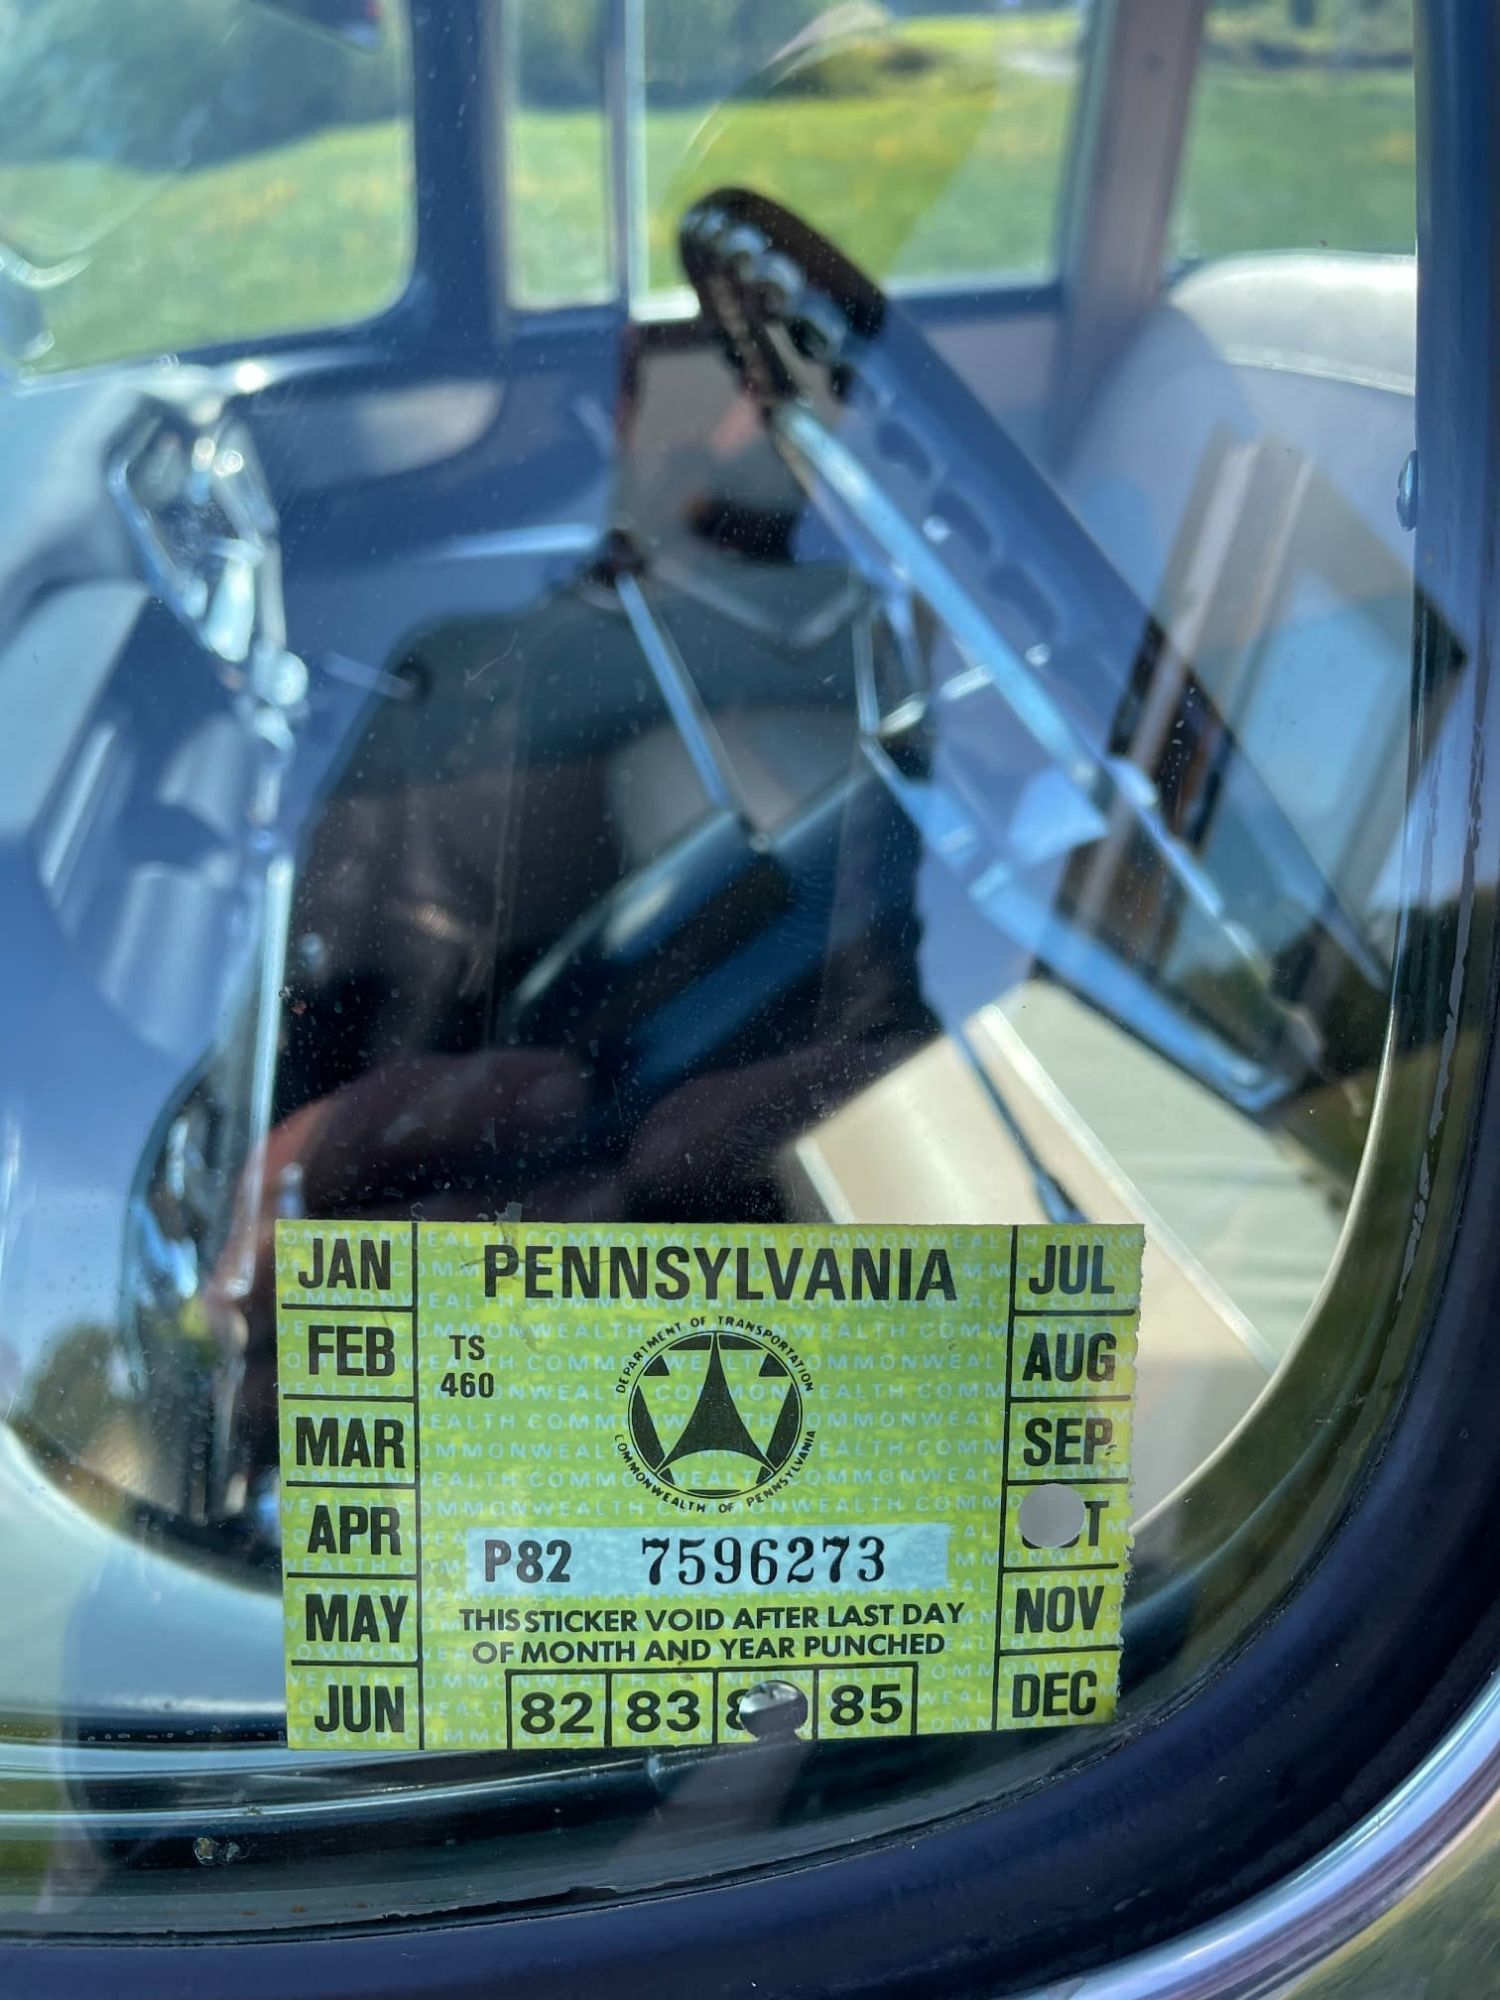 PENNSYLVANIA
JAN
FEB
MAR
APR
MAY
JUN
TS
460
DEPARTMENT OF TRANSPORTATION
COMMONWEALTH OF PENNSYLVANIA
P82 7596273
THIS STICKER VOID AFTER LAST DAY
OF MONTH AND YEAR PUNCHED
82 83 85
JUL
AUG
SEP
NOV
DEC